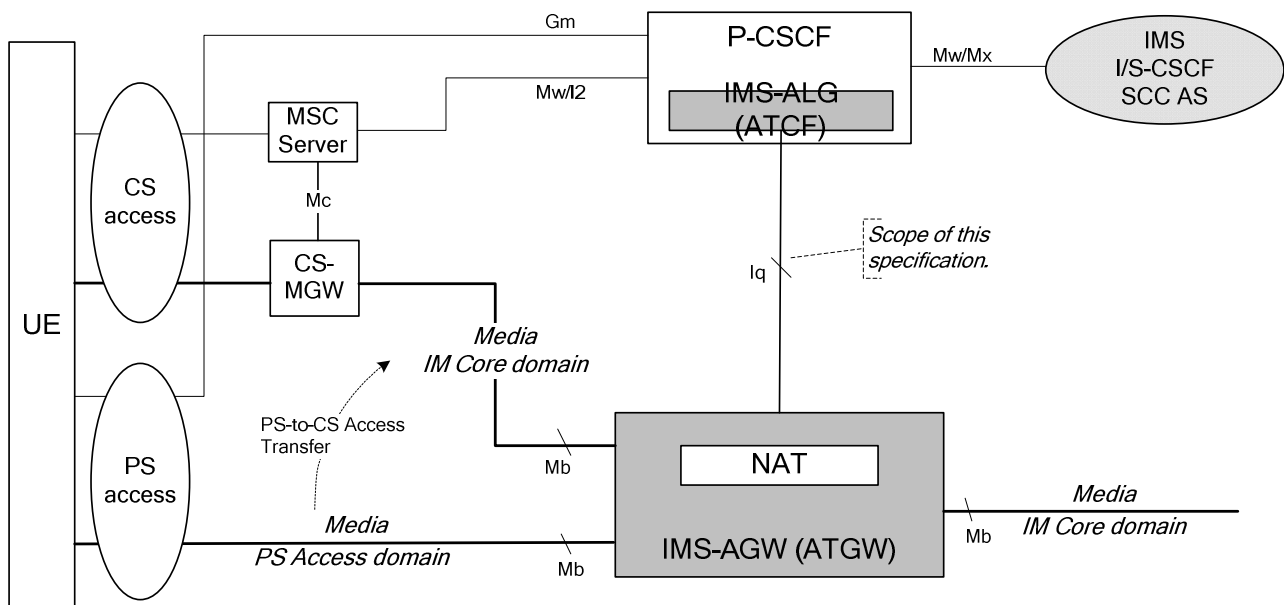 Gm
P-CSCF
IMS
I/S-CSCF
SCC AS
Mw/Mx
Mw/I2
IMS-ALG
(ATCF)
MSC
Server
CS
access
Mc
Scope of this
specification.
Iq
CS-
MGW
UE
Media
IM Core domain
PS-to-CS Access
Transfer
PS
access
Mb
NAT
Media
IM Core domain
Mb
Media
PS Access domain
Mb
IMS-AGW (ATGW)